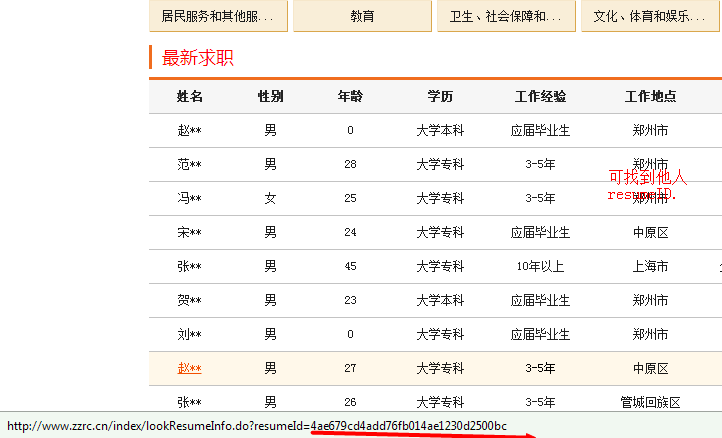 居民服务和其他服... 教育 卫生、社会保障和... 文化、体育和娱乐...
最新求职
姓名 性别 年龄 学历 工作经验 工作地点
赵** 男 0 大学本科 应届毕业生 郑州市
范** 男 28 大学专科 3-5年 郑州市
可找到他人
resumeID.
冯** 女 25 大学专科 3-5年 郑州市
宋** 男 24 大学专科 应届毕业生 中原区
张** 男 45 大学专科 10年以上 上海市
贺** 男 23 大学本科 应届毕业生 郑州市
刘** 男 0 大学专科 应届毕业生 郑州市
赵** 男 27 大学专科 3-5年 中原区
张** 男 26 大学专科 3-5年 管城回族区
http://www.zzrc.cn/index/lookResumeInfo.do?resumeId=4ae679cd4add76fb014ae1230d2500bc